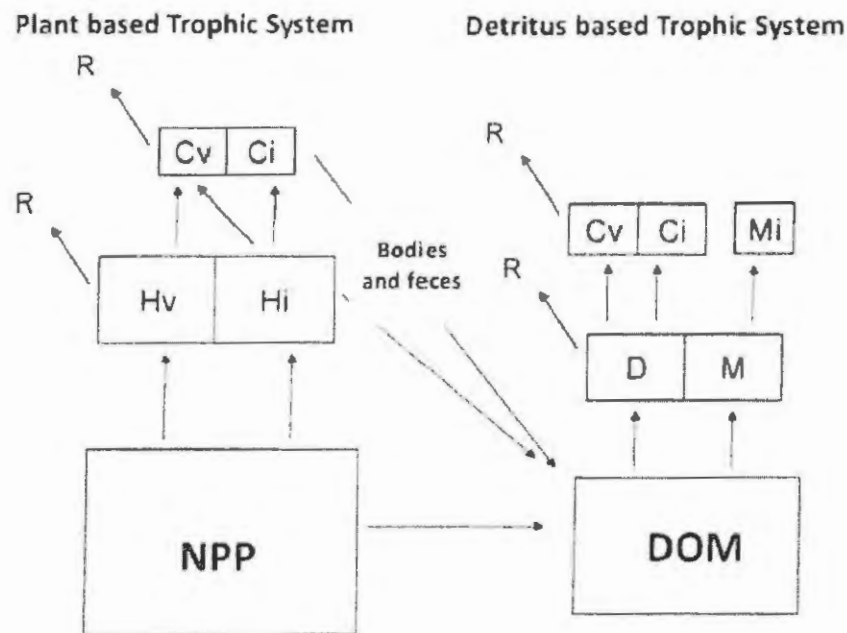 Plant based Trophic System
Detritus based Trophic System
R
Cv Ci
R
Hv Hi
Bodies
and feces
NPP
R
Cv Ci Mi
R
D M
DOM